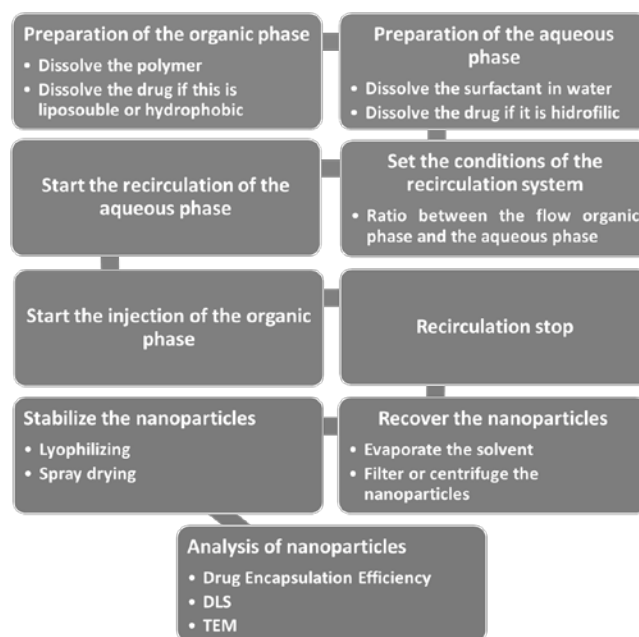 Preparation of the organic phase
• Dissolve the polymer
• Dissolve the drug if this is
liposouble or hydrophobic
Preparation of the aqueous
phase
• Dissolve the surfactant in water
• Dissolve the drug if it is hidrofilic
Set the conditions of the
recirculation system
• Ratio between the flow organic
phase and the aqueous phase
Start the recirculation of the
aqueous phase
Start the injection of the organic
phase
Recirculation stop
Recover the nanoparticles
• Evaporate the solvent
• Filter or centrifuge the
nanoparticles
Stabilize the nanoparticles
• Lyophilizing
• Spray drying
Analysis of nanoparticles
• Drug Encapsulation Efficiency
• DLS
• TEM